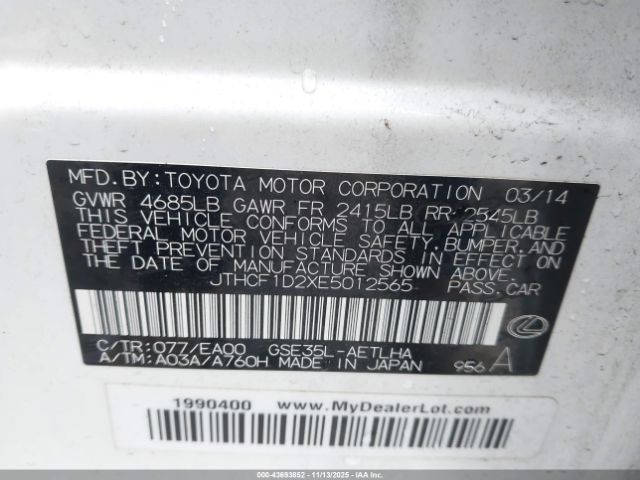 MFD. BY: TOYOTA MOTOR CORPORATION 03/14
GVWR 4685LB GAWR FR 2415LB RR 2545LB
THIS VEHICLE CONFORMS TO ALL APPLICABLE
FEDERAL MOTOR VEHICLE SAFETY, BUMPER, AND
THEFT PREVENTION STANDARDS IN EFFECT ON
THE DATE OF MANUFACTURE SHOWN ABOVE.
JTHCF1D2XE5012565 PASS.CAR
C/TR: 077/EA00 GSE35L-AETLHA
A/TM: A03A/A760H MADE IN JAPAN 956 A
1990400 www.MyDealerLot.com
000-43693852 - 11/13/2025 - IAAI.COM